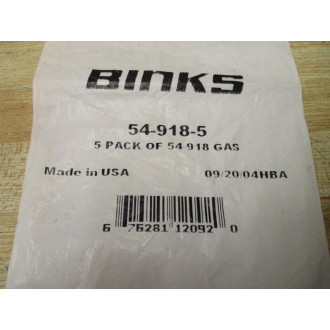 BINKS
54-918-5
5 PACK OF 54-918 GAS
Made in USA 09/20/04HBA
6 76281 12092 0